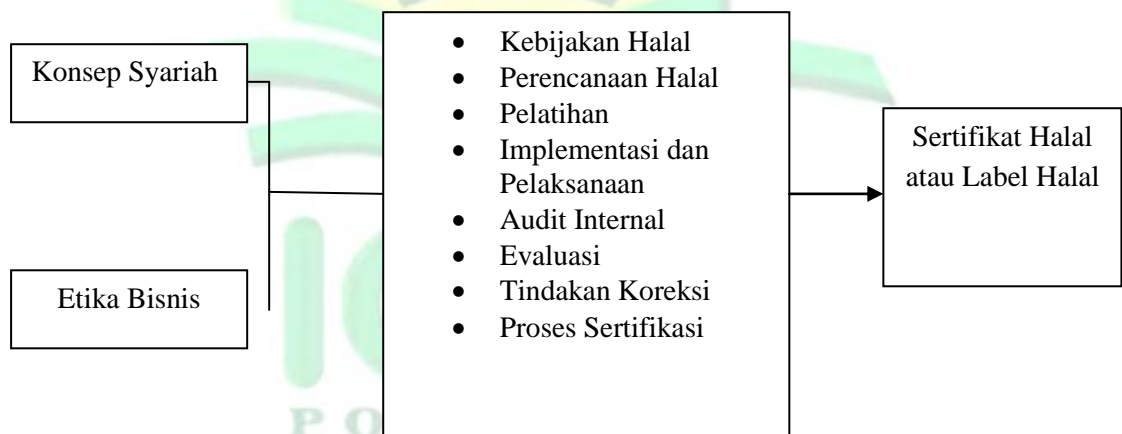 Konsep Syariah
Etika Bisnis
• Kebijakan Halal
• Perencanaan Halal
• Pelatihan
• Implementasi dan
Pelaksanaan
• Audit Internal
• Evaluasi
• Tindakan Koreksi
• Proses Sertifikasi
Sertifikat Halal
atau Label Halal
P O